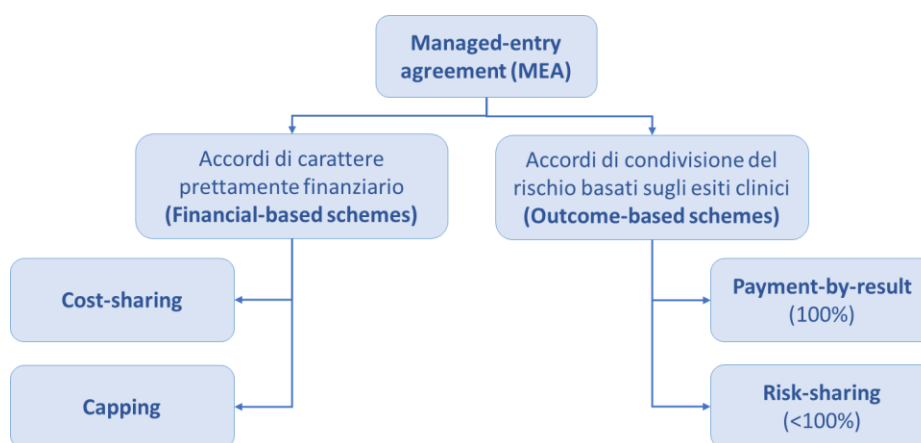 Managed-entry
agreement (MEA)
Accordi di carattere
prettamente finanziario
(Financial-based schemes)
Accordi di condivisione del
rischio basati sugli esiti clinici
(Outcome-based schemes)
Cost-sharing
Payment-by-result
(100%)
Capping
Risk-sharing
(<100%)